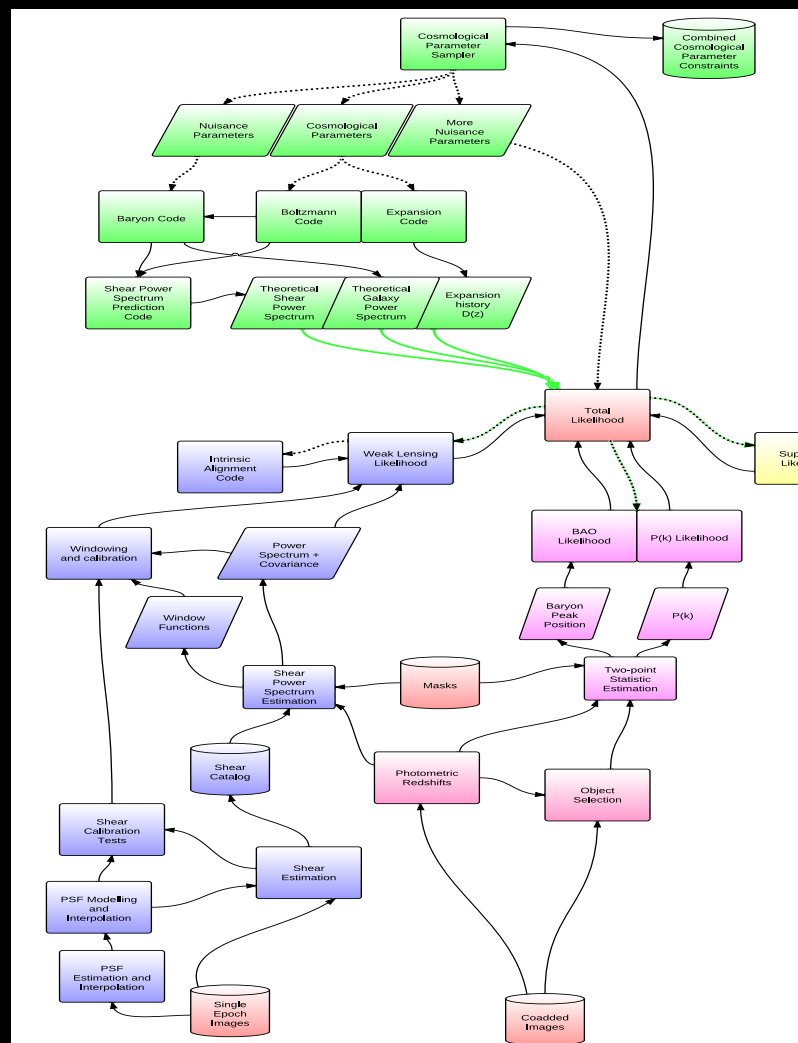 Cosmological
Parameter
Sampler
Combined
Cosmological
Parameter
Constraints
Nuisance
Parameters
Cosmological
Parameters
More
Nuisance
Parameters
Baryon Code
Boltzmann
Code
Expansion
Code
Shear Power
Spectrum
Prediction
Code
Theoretical
Shear
Power
Spectrum
Theoretical
Galaxy
Power
Spectrum
Expansion
history
D(z)
Total
Likelihood
Intrinsic
Alignment
Code
Weak Lensing
Likelihood
Sup
Like
Windowing
and calibration
Power
Spectrum +
Covariance
BAO
Likelihood
P(k) Likelihood
Window
Functions
Baryon
Peak
Position
P(k)
Shear
Power
Spectrum
Estimation
Masks
Two-point
Statistic
Estimation
Shear
Catalog
Photometric
Redshifts
Object
Selection
Shear
Calibration
Tests
Shear
Estimation
PSF Modelling
and
Interpolation
PSF
Estimation and
Interpolation
Single
Epoch
Images
Coadded
Images